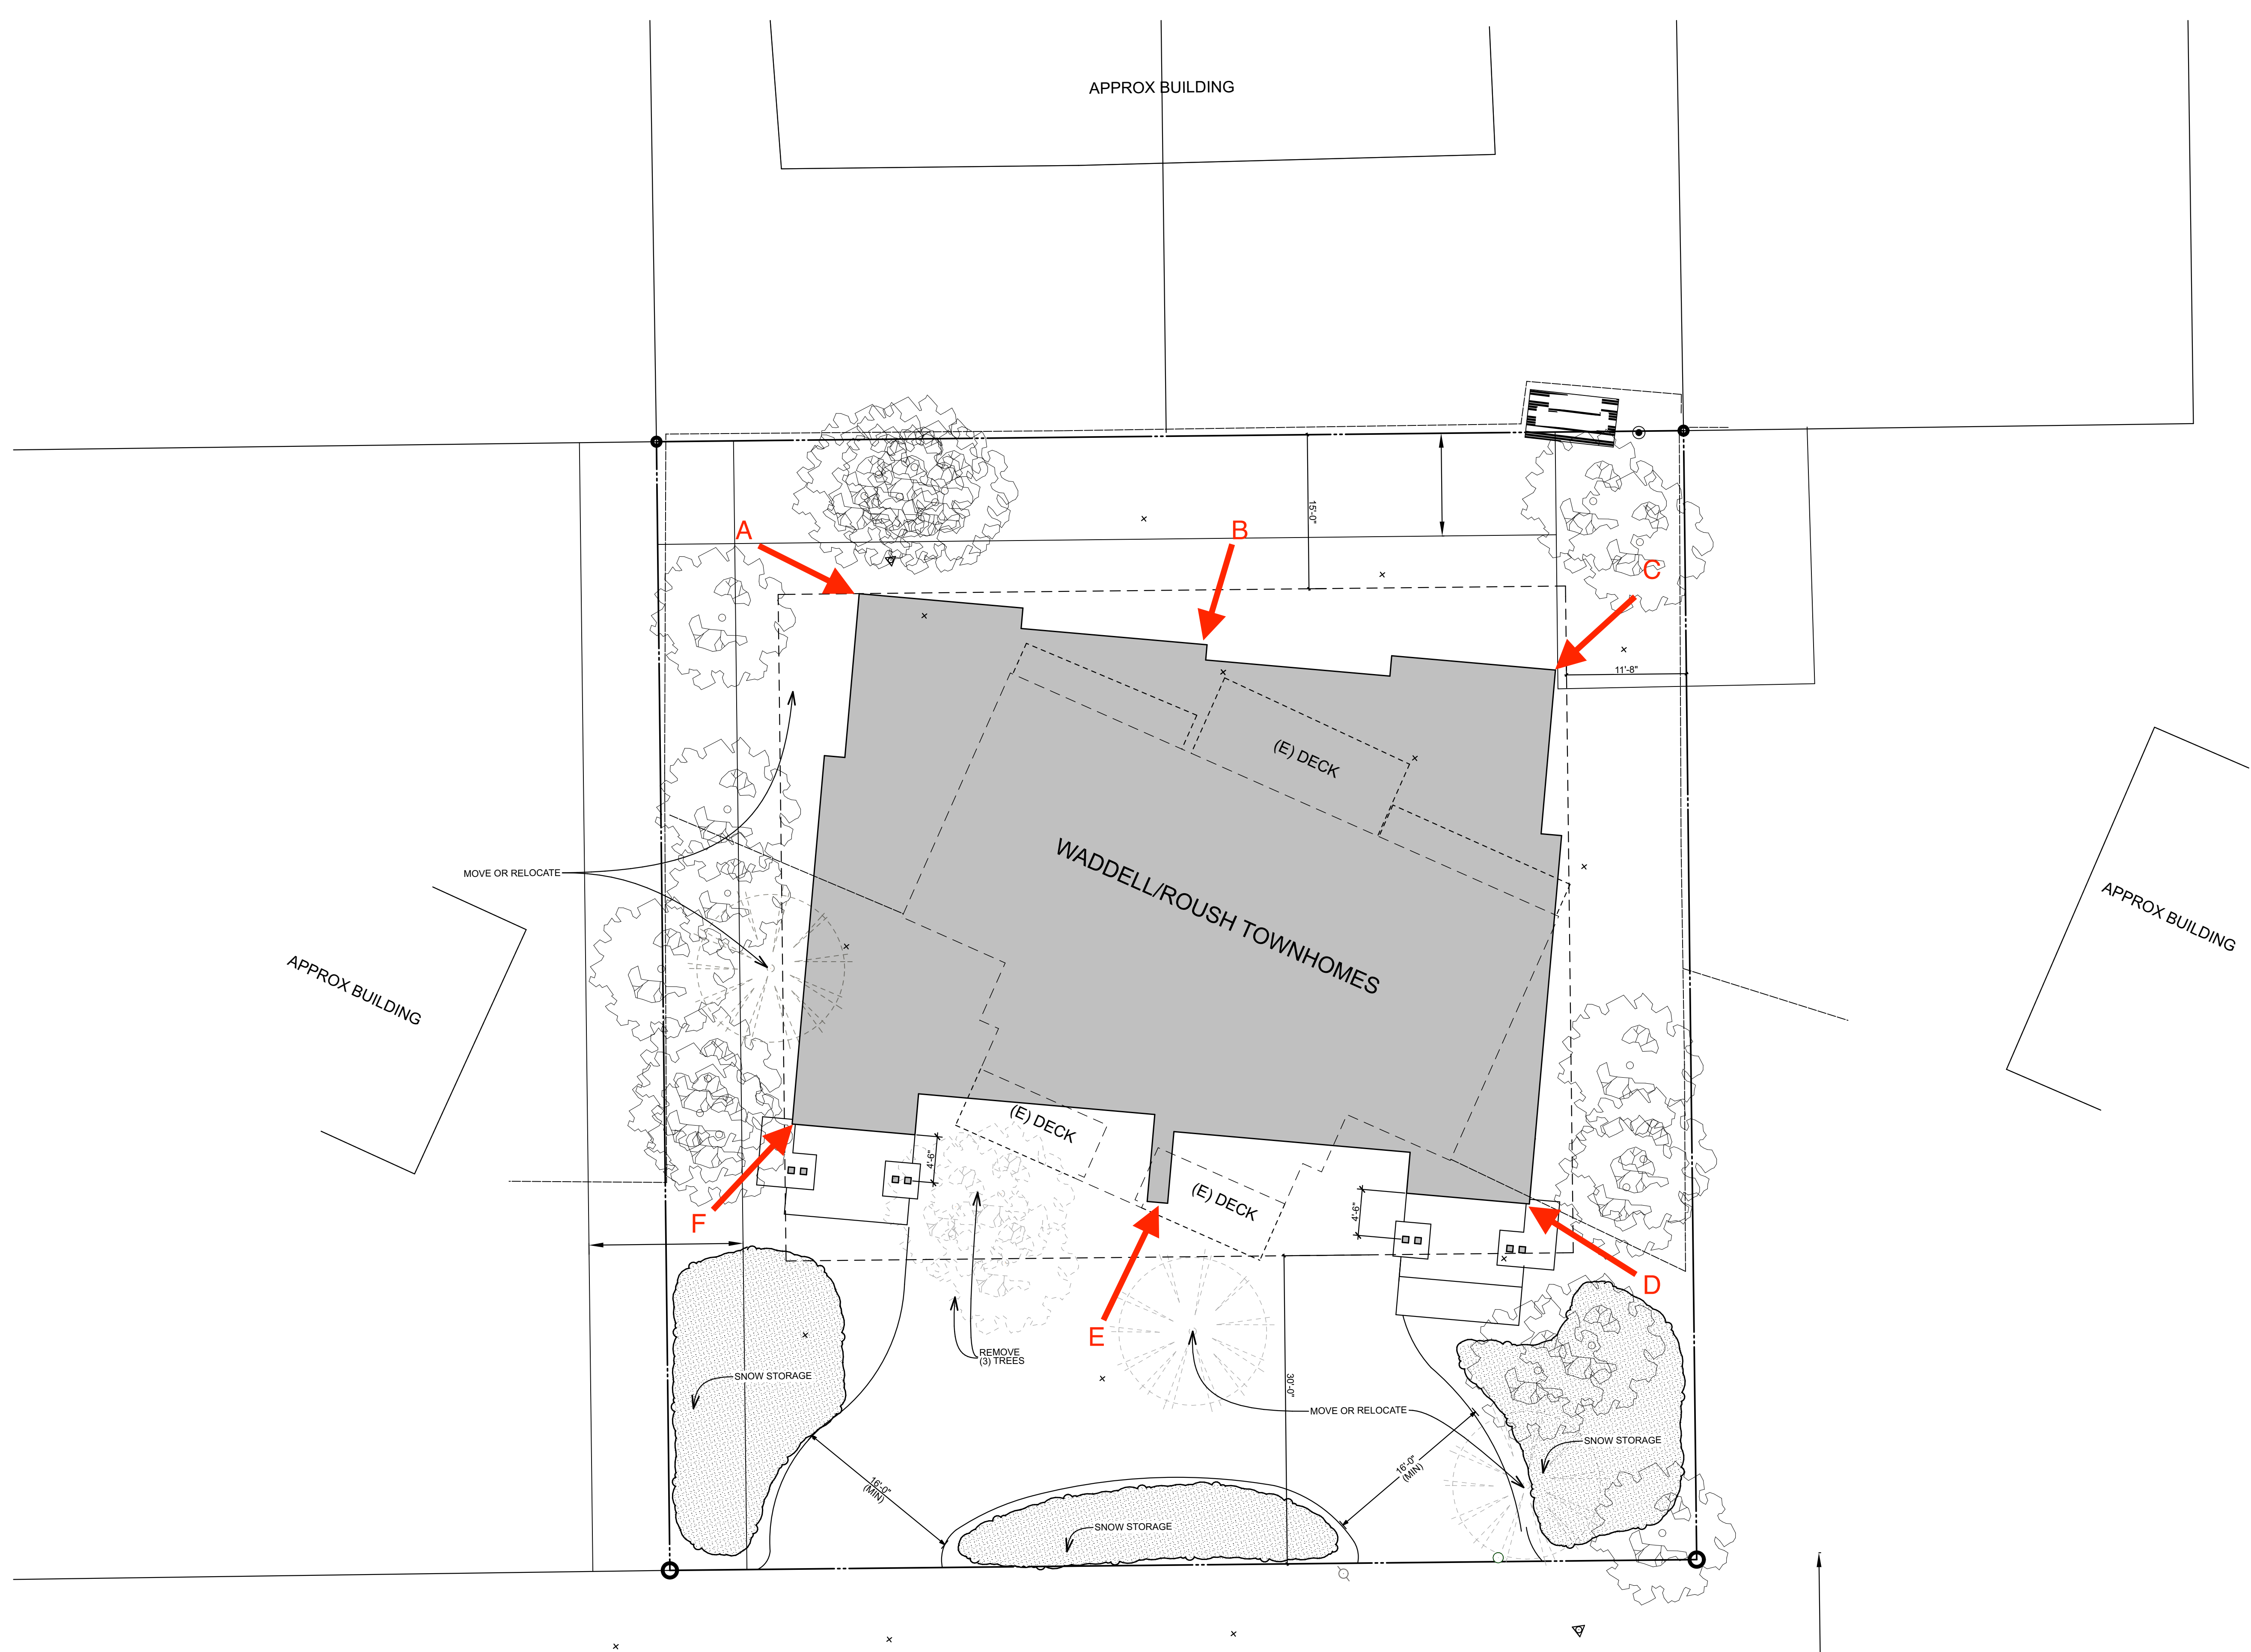 APPROX BUILDING
A
B
15'-0"
C
11'-8"
(E) DECK
WADDELL/ROUSH TOWNHOMES
MOVE OR RELOCATE
APPROX BUILDING
APPROX BUILDING
(E) DECK
4'-6"
(E) DECK
4'-6"
F
D
E
REMOVE
(3) TREES
SNOW STORAGE
30'-0"
MOVE OR RELOCATE
SNOW STORAGE
16'-0"
(MIN)
16'-0"
(MIN)
SNOW STORAGE